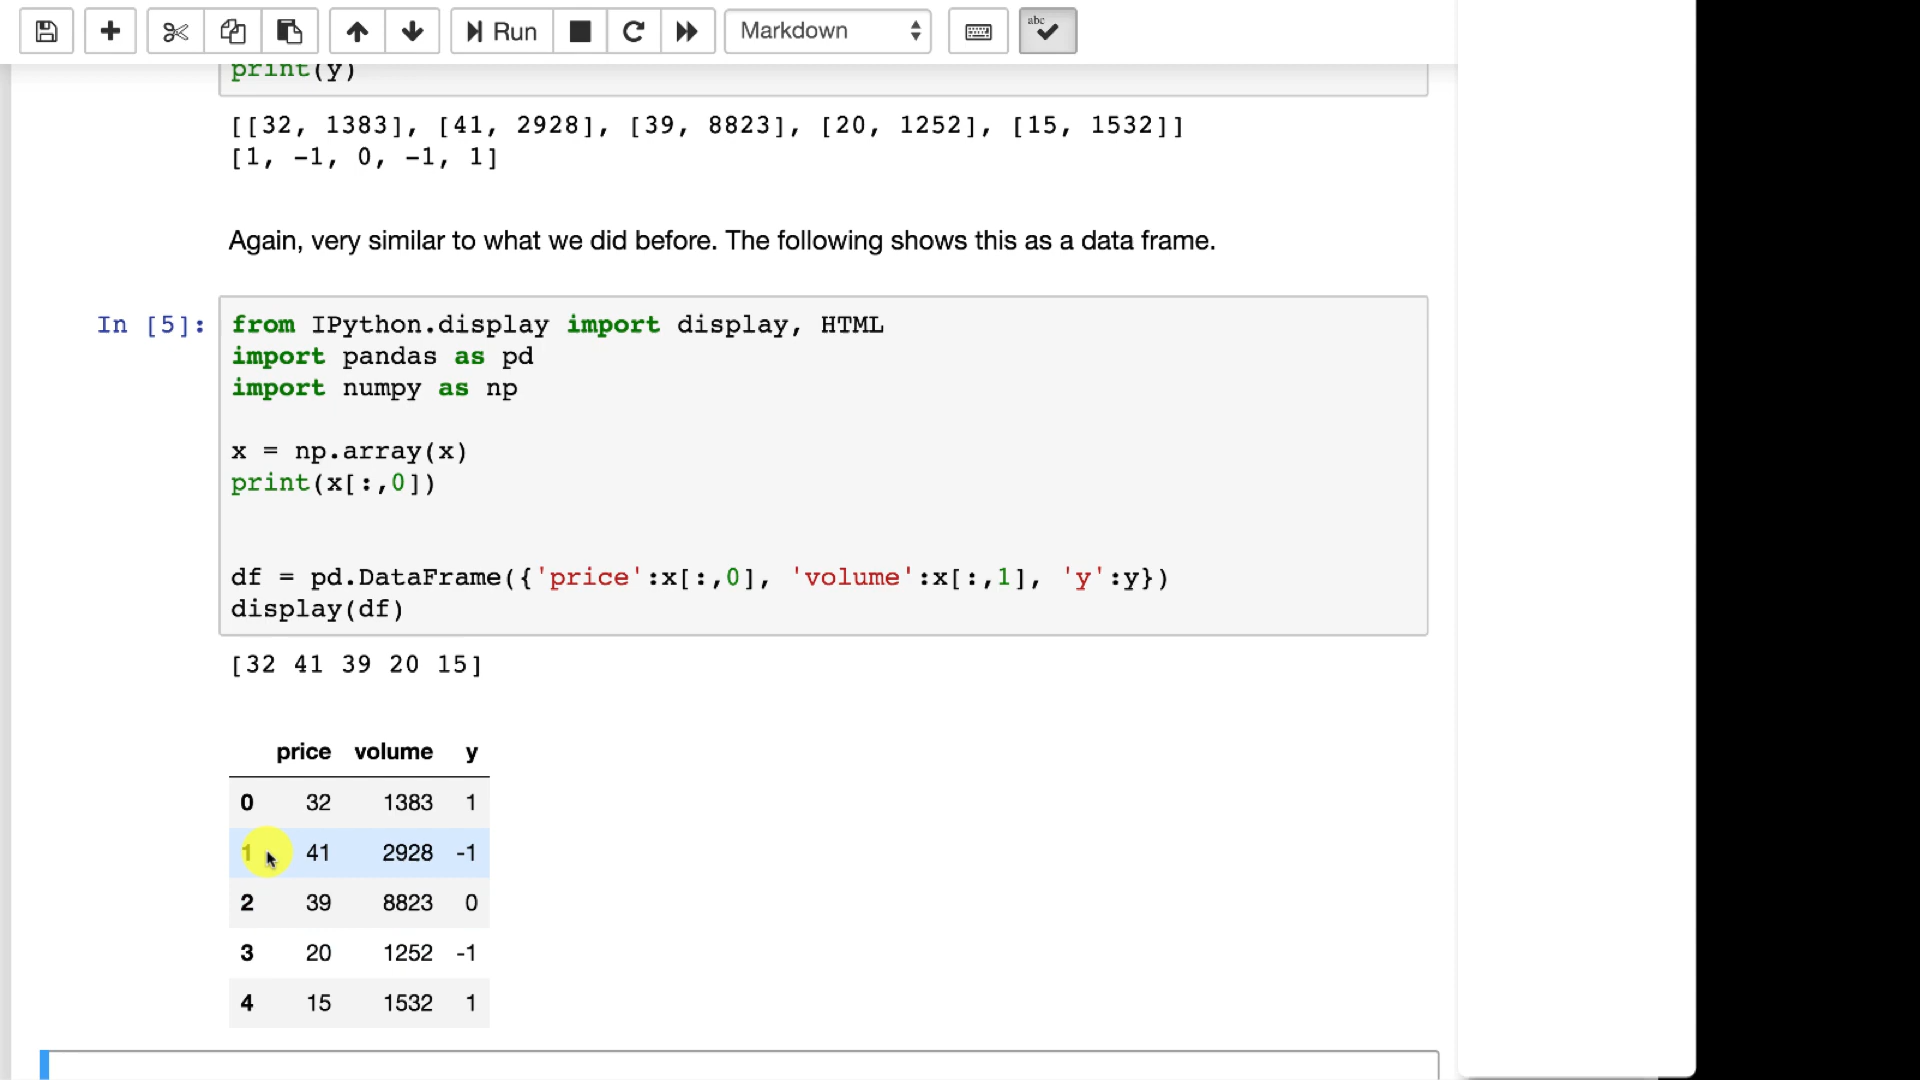 Run
Markdown
abc
print(y)
[[32, 1383], [41, 2928], [39, 8823], [20, 1252], [15, 1532]]
[1, -1, 0, -1, 1]
Again, very similar to what we did before. The following shows this as a data frame.
In [5]:
from IPython.display import display, HTML
import pandas as pd
import numpy as np
x = np.array(x)
print(x[:,0])
df = pd.DataFrame({'price':x[:,0], 'volume':x[:,1], 'y':y})
display(df)
[32 41 39 20 15]
price volume y
0 32 1383 1
1 41 2928 -1
2 39 8823 0
3 20 1252 -1
4 15 1532 1